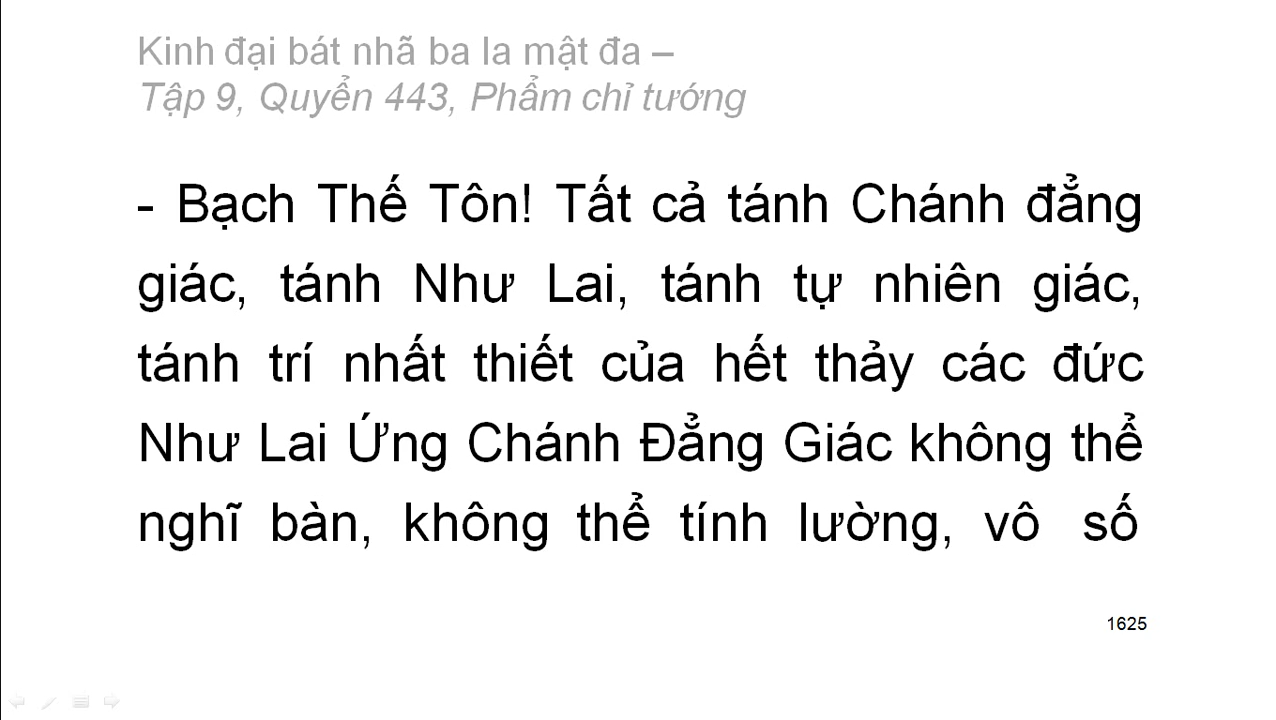 Kinh đại bát nhã ba la mật đa –
Tập 9, Quyển 443, Phẩm chỉ tướng
- Bạch Thế Tôn! Tất cả tánh Chánh đẳng
giác, tánh Như Lai, tánh tự nhiên giác,
tánh trí nhất thiết của hết thảy các đức
Như Lai Ứng Chánh Đẳng Giác không thể
nghĩ bàn, không thể tính lường, vô số
1625